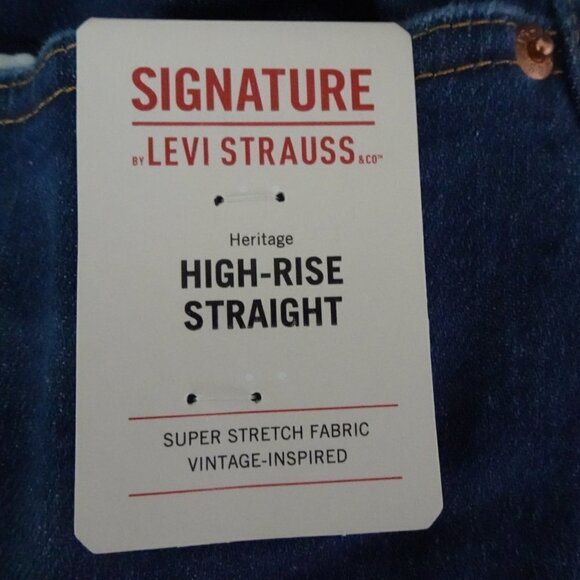 SIGNATURE
BY LEVI STRAUSS & CO™
Heritage
HIGH-RISE
STRAIGHT
SUPER STRETCH FABRIC
VINTAGE-INSPIRED